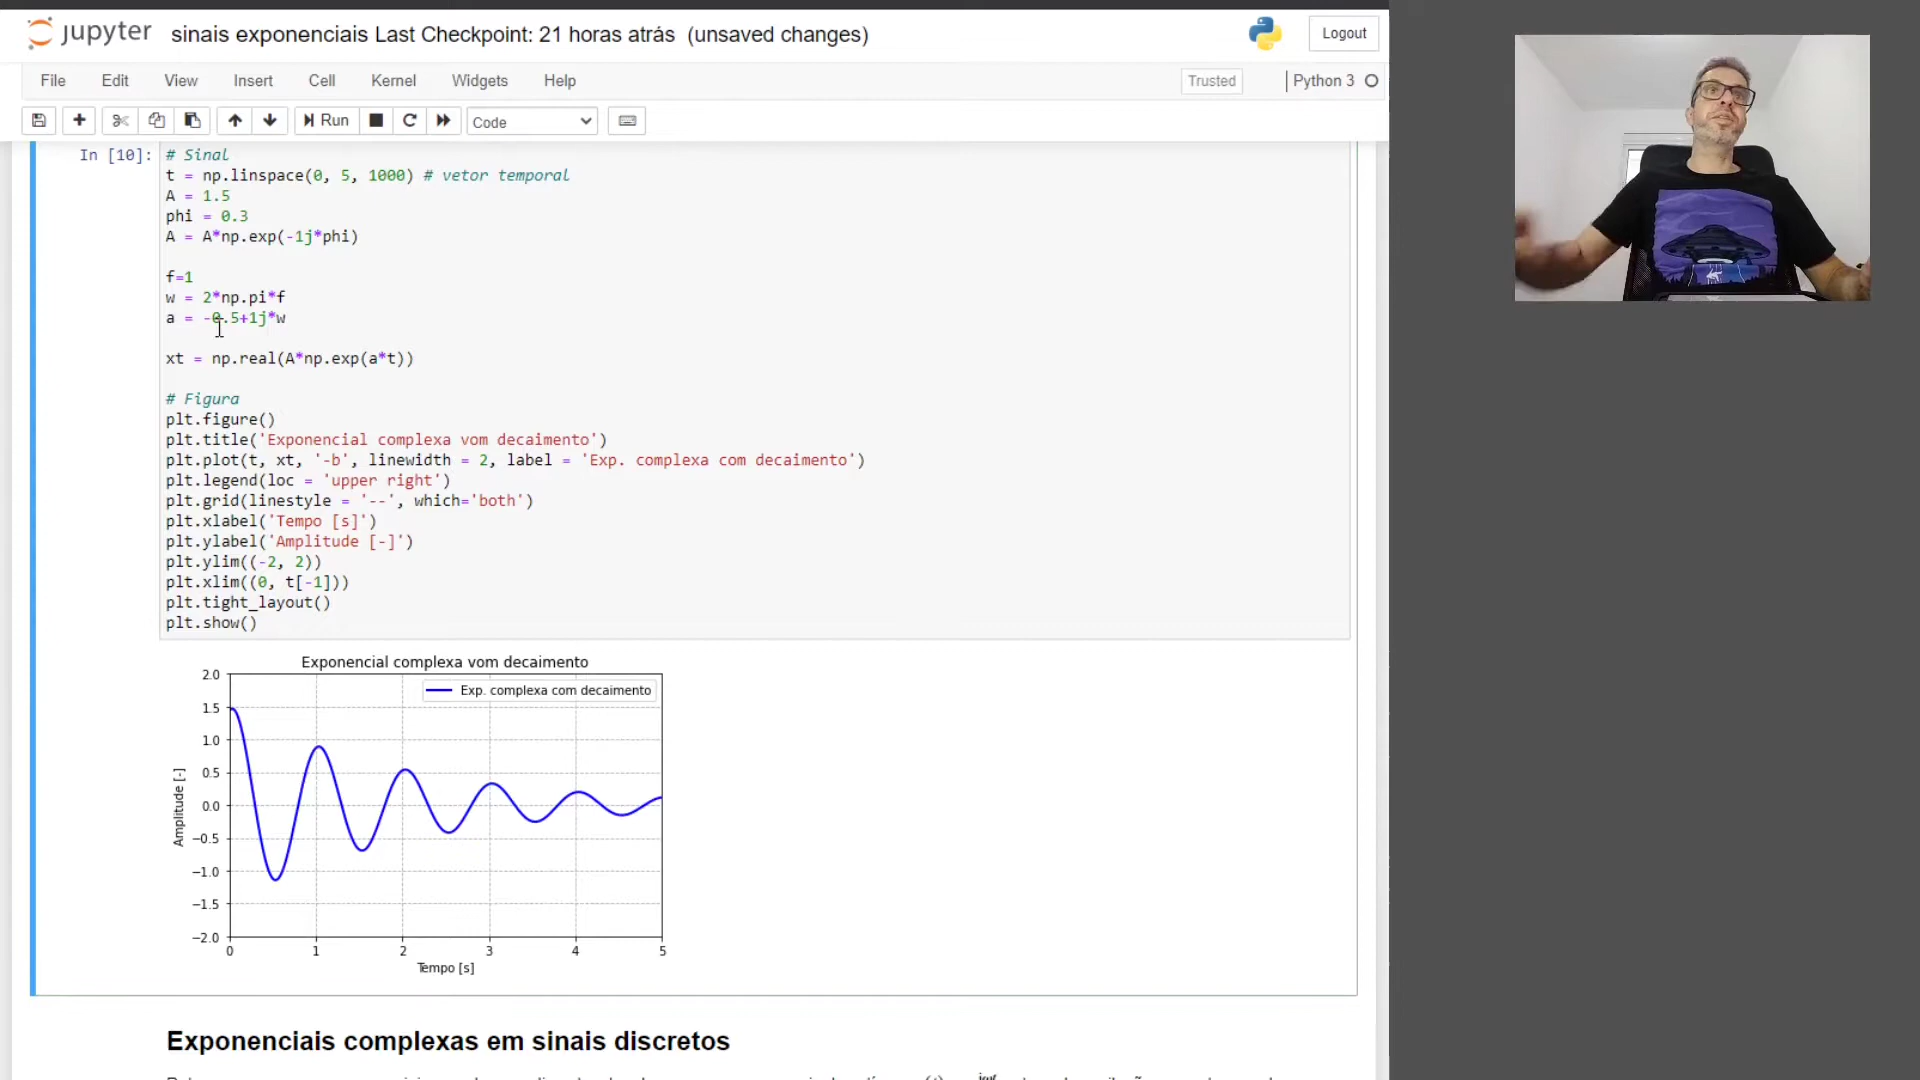 jupyter sinais exponenciais Last Checkpoint: 21 horas atrás (unsaved changes) Logout
File Edit View Insert Cell Kernel Widgets Help Trusted Python 3
Run Code
In [10]: # Sinal
t = np.linspace(0, 5, 1000) # vetor temporal
A = 1.5
phi = 0.3
A = A*np.exp(-1j*phi)
f=1
w = 2*np.pi*f
a = -0.5+1j*w
xt = np.real(A*np.exp(a*t))
# Figura
plt.figure()
plt.title('Exponencial complexa vom decaimento')
plt.plot(t, xt, '-b', linewidth = 2, label = 'Exp. complexa com decaimento')
plt.legend(loc = 'upper right')
plt.grid(linestyle = '--', which='both')
plt.xlabel('Tempo [s]')
plt.ylabel('Amplitude [-]')
plt.ylim((-2, 2))
plt.xlim((0, t[-1]))
plt.tight_layout()
plt.show()
Exponencial complexa vom decaimento
Exp. complexa com decaimento
2.0
1.5
1.0
0.5
0.0
−0.5
−1.0
−1.5
−2.0
Amplitude [-]
0 1 2 3 4 5
Tempo [s]
Exponenciais complexas em sinais discretos